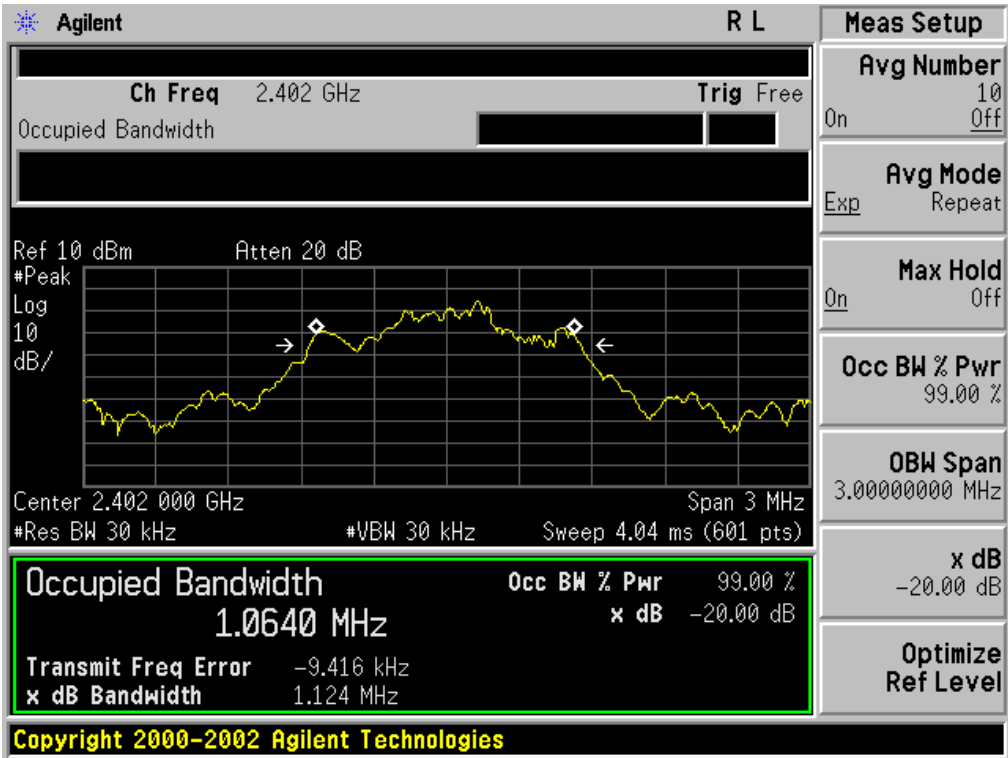 Agilent R L
Ch Freq 2.402 GHz Trig Free
Occupied Bandwidth
Ref 10 dBm Atten 20 dB
#Peak
Log
10
dB/
Center 2.402 000 GHz Span 3 MHz
#Res BW 30 kHz #VBW 30 kHz Sweep 4.04 ms (601 pts)
Occupied Bandwidth Occ BW % Pwr 99.00 %
1.0640 MHz x dB -20.00 dB
Transmit Freq Error -9.416 kHz
x dB Bandwidth 1.124 MHz
Copyright 2000-2002 Agilent Technologies
Meas Setup
Avg Number
10
On Off
Avg Mode
Exp Repeat
Max Hold
On Off
Occ BW % Pwr
99.00 %
OBW Span
3.00000000 MHz
x dB
-20.00 dB
Optimize
Ref Level